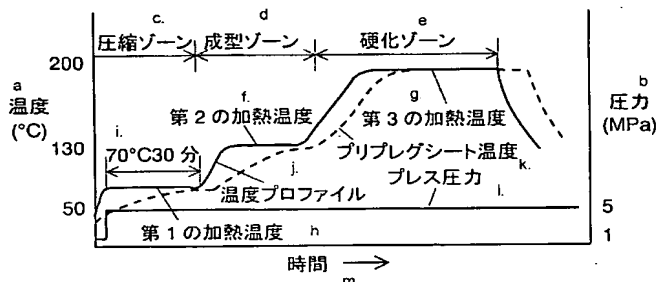 c.
d
e
圧縮ゾーン
成型ゾーン
硬化ゾーン
a
温度
(°C)
200
130
50
b
圧力
(MPa)
5
1
f.
第2の加熱温度
g.
第3の加熱温度
i.
70°C30分
プリプレグシート温度
k.
j.
温度プロファイル
プレス圧力
l.
第1の加熱温度
h
時間
m